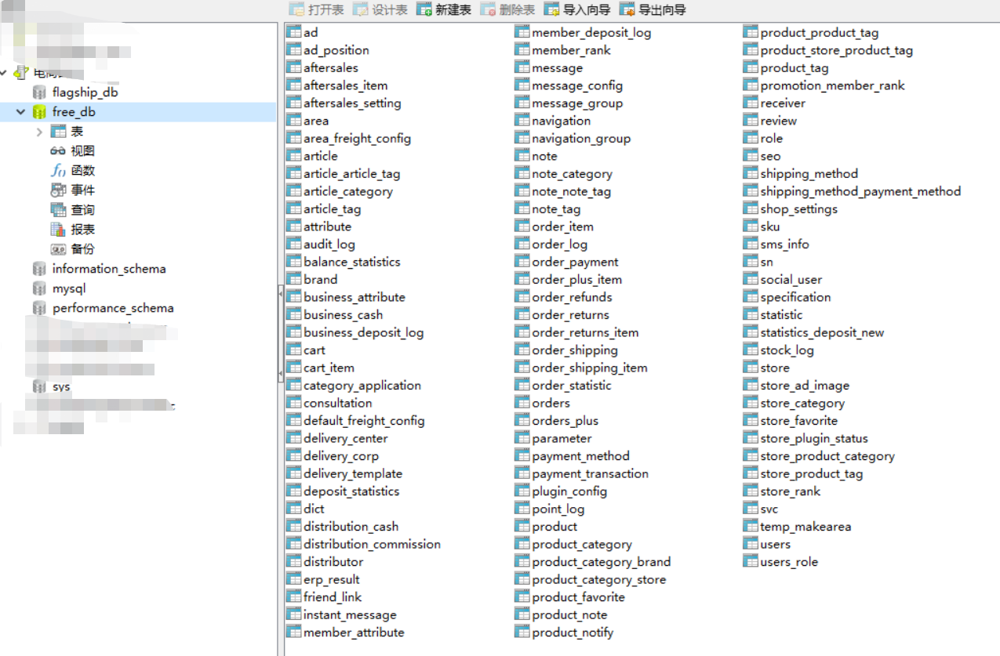 打开表 设计表 新建表 删除表 导入向导 导出向导
flagship_db
free_db
表
视图
函数
事件
查询
报表
备份
information_schema
mysql
performance_schema
sys
ad
ad_position
aftersales
aftersales_item
aftersales_setting
area
area_freight_config
article
article_article_tag
article_category
article_tag
attribute
audit_log
balance_statistics
brand
business_attribute
business_cash
business_deposit_log
cart
cart_item
category_application
consultation
default_freight_config
delivery_center
delivery_corp
delivery_template
deposit_statistics
dict
distribution_cash
distribution_commission
distributor
erp_result
friend_link
instant_message
member_attribute
member_deposit_log
member_rank
message
message_config
message_group
navigation
navigation_group
note
note_category
note_note_tag
note_tag
order_item
order_log
order_payment
order_plus_item
order_refunds
order_returns
order_returns_item
order_shipping
order_shipping_item
order_statistic
orders
orders_plus
parameter
payment_method
payment_transaction
plugin_config
point_log
product
product_category
product_category_brand
product_category_store
product_favorite
product_note
product_notify
product_product_tag
product_store_product_tag
product_tag
promotion_member_rank
receiver
review
role
seo
shipping_method
shipping_method_payment_method
shop_settings
sku
sms_info
sn
social_user
specification
statistic
statistics_deposit_new
stock_log
store
store_ad_image
store_category
store_favorite
store_plugin_status
store_product_category
store_product_tag
store_rank
svc
temp_makearea
users
users_role